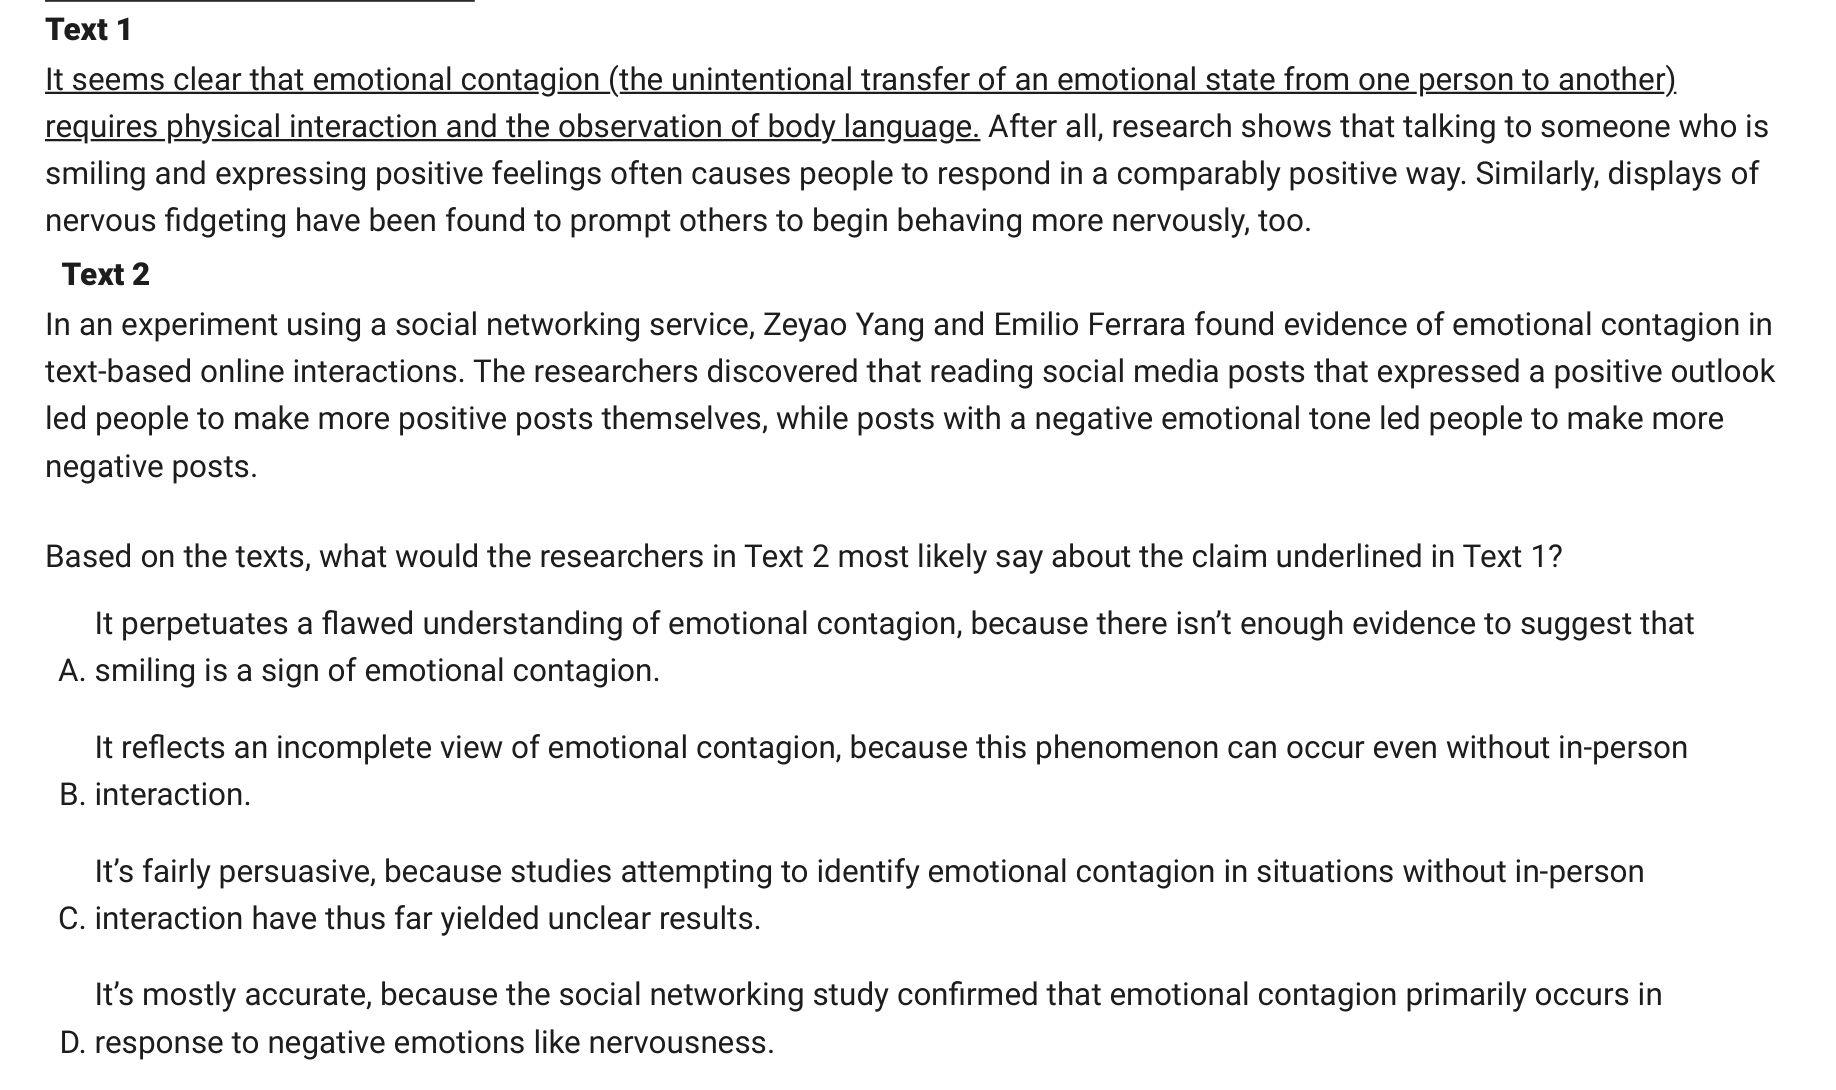 Text 1
It seems clear that emotional contagion (the unintentional transfer of an emotional state from one person to another)
requires physical interaction and the observation of body language. After all, research shows that talking to someone who is
smiling and expressing positive feelings often causes people to respond in a comparably positive way. Similarly, displays of
nervous fidgeting have been found to prompt others to begin behaving more nervously, too.
Text 2
In an experiment using a social networking service, Zeyao Yang and Emilio Ferrara found evidence of emotional contagion in
text-based online interactions. The researchers discovered that reading social media posts that expressed a positive outlook
led people to make more positive posts themselves, while posts with a negative emotional tone led people to make more
negative posts.
Based on the texts, what would the researchers in Text 2 most likely say about the claim underlined in Text 1?
It perpetuates a flawed understanding of emotional contagion, because there isn’t enough evidence to suggest that
A. smiling is a sign of emotional contagion.
It reflects an incomplete view of emotional contagion, because this phenomenon can occur even without in-person
B. interaction.
It’s fairly persuasive, because studies attempting to identify emotional contagion in situations without in-person
C. interaction have thus far yielded unclear results.
It’s mostly accurate, because the social networking study confirmed that emotional contagion primarily occurs in
D. response to negative emotions like nervousness.